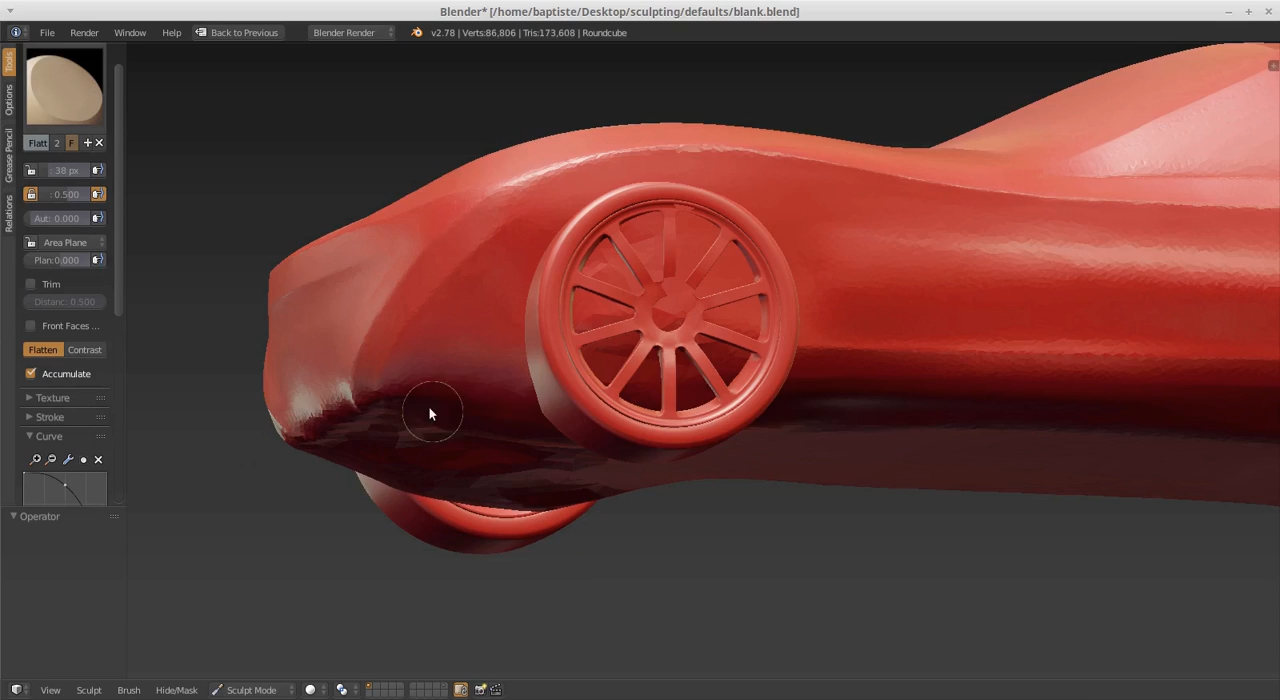 Blender* [/home/baptiste/Desktop/sculpting/defaults/blank.blend]
File Render Window Help Back to Previous Blender Render v2.78 | Verts:86,806 | Tris:173,608 | Roundcube
Tools
Options
Grease Pencil
Relations
Flatt 2 F
: 38 px
: 0.500
Aut: 0.000
Area Plane
Plan:0.000
Trim
Distanc: 0.500
Front Faces ...
Flatten Contrast
Accumulate
Texture
Stroke
Curve
Operator
View Sculpt Brush Hide/Mask Sculpt Mode